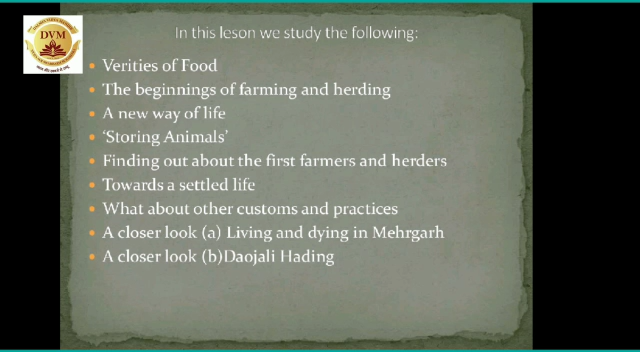 DVM
In this leson we study the following:
Verities of Food
The beginnings of farming and herding
A new way of life
‘Storing Animals’
Finding out about the first farmers and herders
Towards a settled life
What about other customs and practices
A closer look (a) Living and dying in Mehrgarh
A closer look (b)Daojali Hading